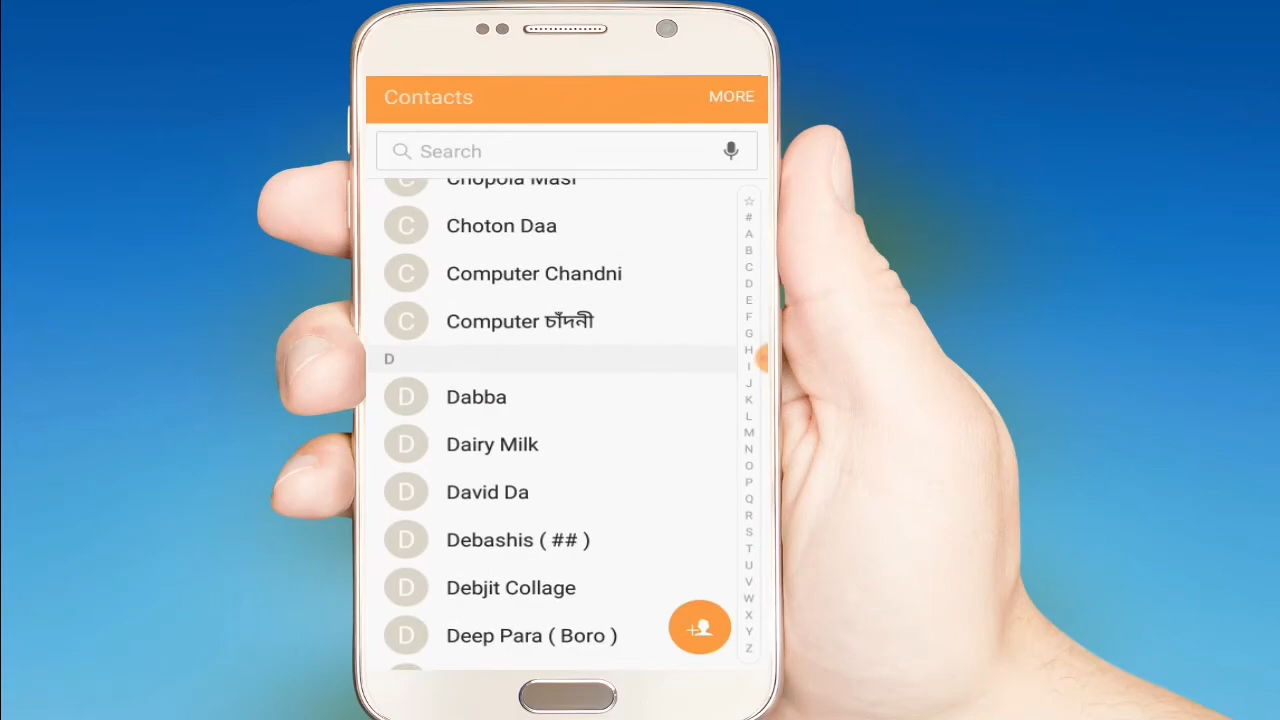 Contacts MORE
Search
Chopola Masi
C Choton Daa
C Computer Chandni
C Computer চাঁদনী
D
D Dabba
D Dairy Milk
D David Da
D Debashis ( ## )
D Debjit Collage
D Deep Para ( Boro )
☆
#
A
B
C
D
E
F
G
H
I
J
K
L
M
N
O
P
Q
R
S
T
U
V
W
X
Y
Z